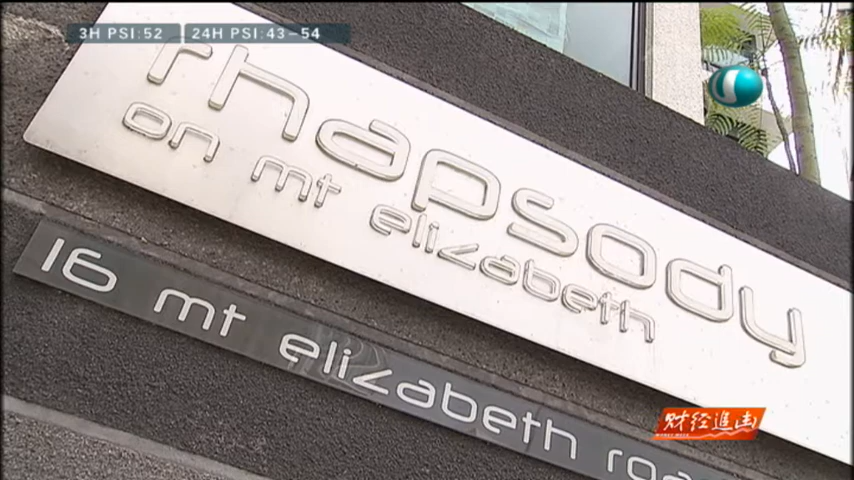 3H PSI:52 24H PSI:43-54
rhapsody
on mt elizabeth
16 mt elizabeth roa
财经追击